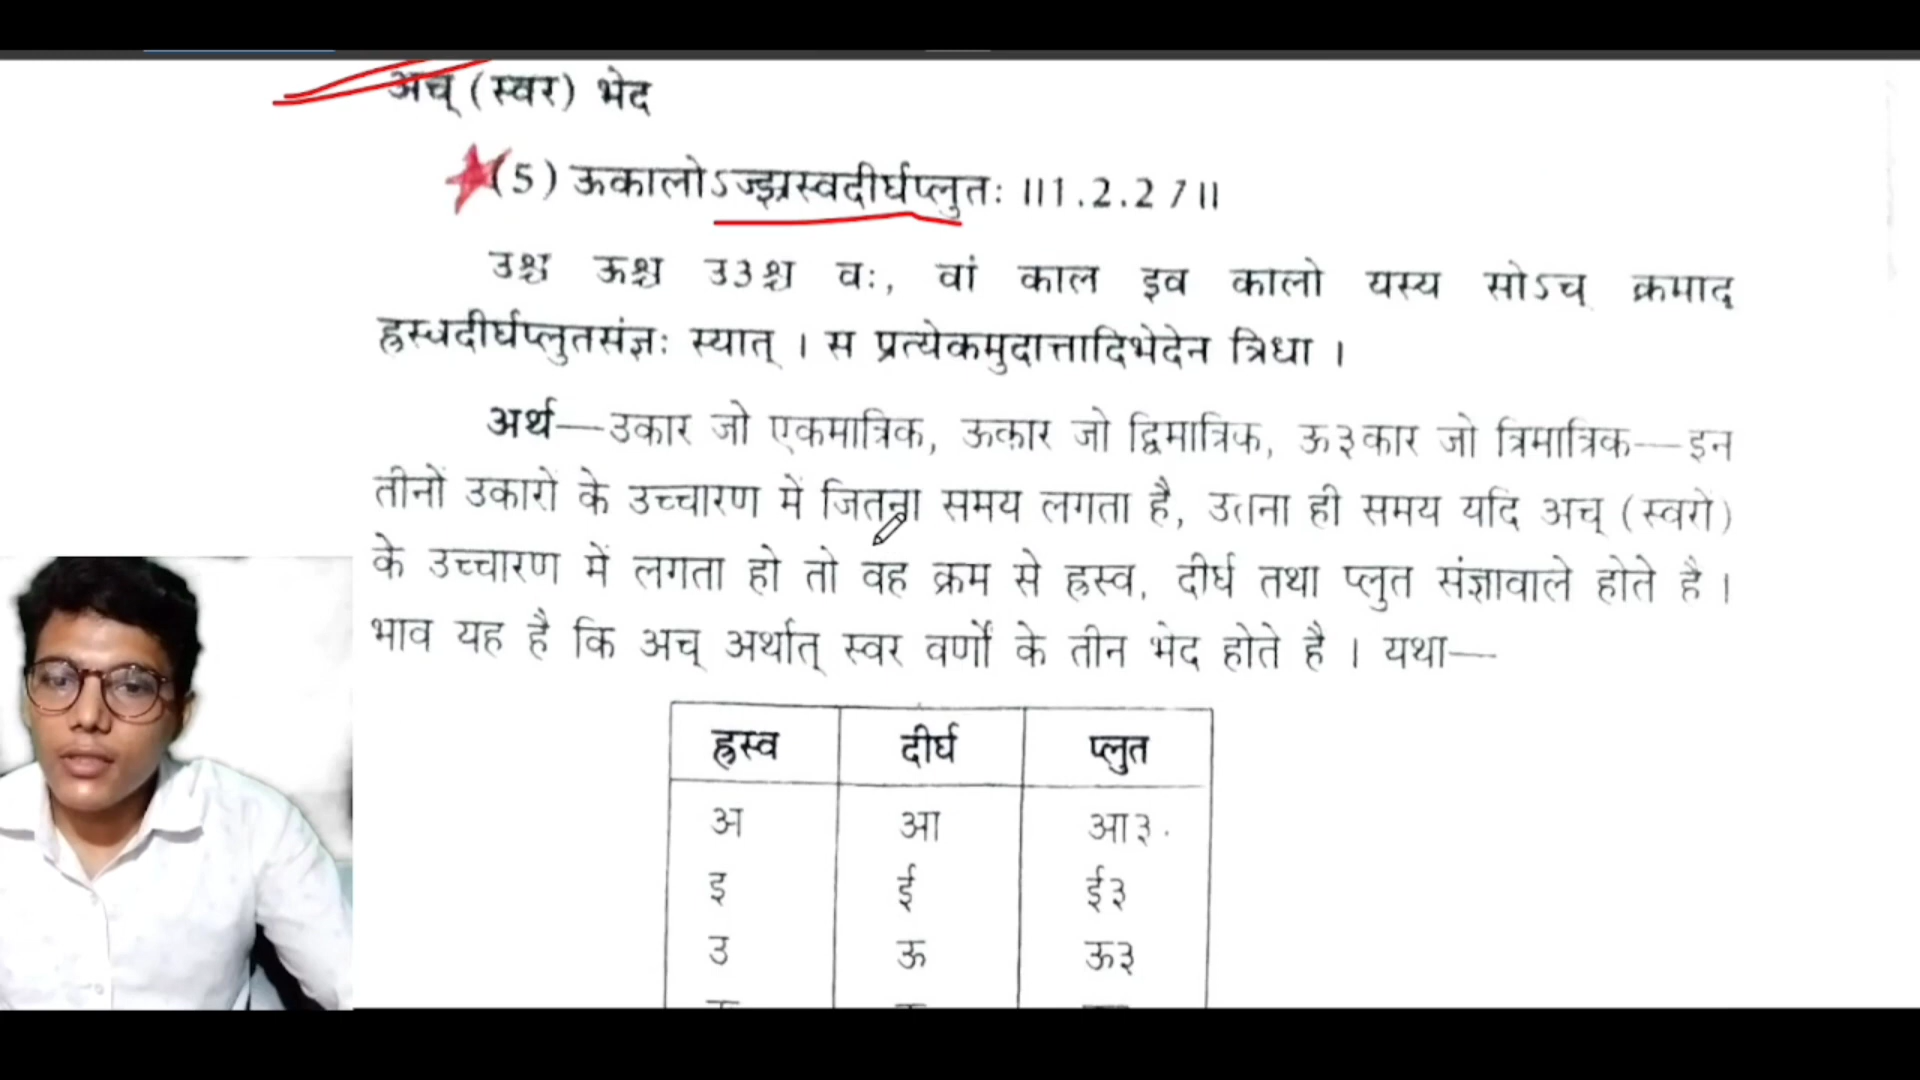 अच् (स्वर) भेद
(5) ऊकालोऽज्झ्रस्वदीर्घप्लुतः ।।1.2.27।।
उश्च ऊश्च उ3श्च वः, वां काल इव कालो यस्य सोऽच् क्रमाद्
ह्रस्वदीर्घप्लुतसंज्ञः स्यात् । स प्रत्येकमुदात्तादिभेदेन त्रिधा ।
अर्थ—उकार जो एकमात्रिक, ऊकार जो द्विमात्रिक, ऊ३कार जो त्रिमात्रिक—इन
तीनों उकारों के उच्चारण में जितना समय लगता है, उतना ही समय यदि अच् (स्वरों)
के उच्चारण में लगता हो तो वह क्रम से ह्रस्व, दीर्घ तथा प्लुत संज्ञावाले होते है ।
भाव यह है कि अच् अर्थात् स्वर वर्णों के तीन भेद होते है । यथा—
ह्रस्व दीर्घ प्लुत
अ आ आ३
इ ई ई३
उ ऊ ऊ३